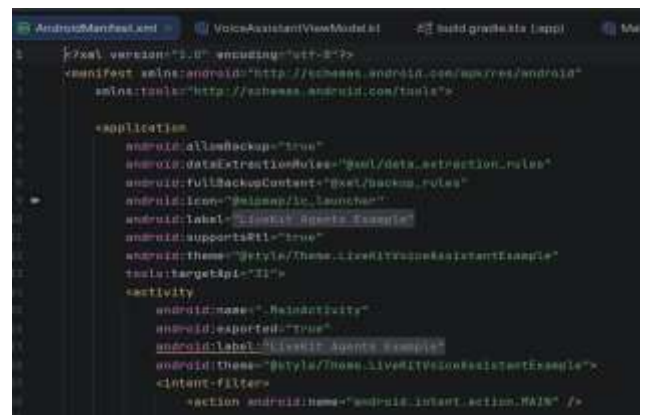 AndroidManifest.xml VoiceAssistantViewModel.kt build.gradle.kts (:app) Ma
<?xml version="1.0" encoding="utf-8"?>
<manifest xmlns:android="http://schemas.android.com/apk/res/android"
xmlns:tools="http://schemas.android.com/tools">
<application
android:allowBackup="true"
android:dataExtractionRules="@xml/data_extraction_rules"
android:fullBackupContent="@xml/backup_rules"
android:icon="@mipmap/ic_launcher"
android:label="LiveKit Agents Example"
android:supportsRtl="true"
android:theme="@style/Theme.LiveKitVoiceAssistantExample"
tools:targetApi="31">
<activity
android:name=".MainActivity"
android:exported="true"
android:label="LiveKit Agents Example"
android:theme="@style/Theme.LiveKitVoiceAssistantExample">
<intent-filter>
<action android:name="android.intent.action.MAIN" />